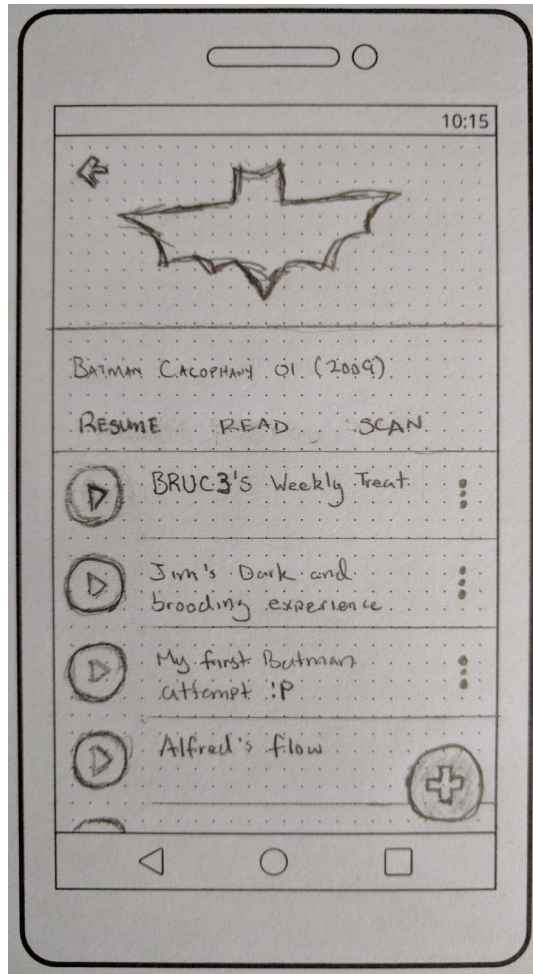 10:15
BATMAN CACOPHANY 01 (2009)
RESUME READ SCAN
BRUC3'S Weekly Treat
Jim's Dark and
brooding experience
My first Batman
attempt :P
Alfred's flow